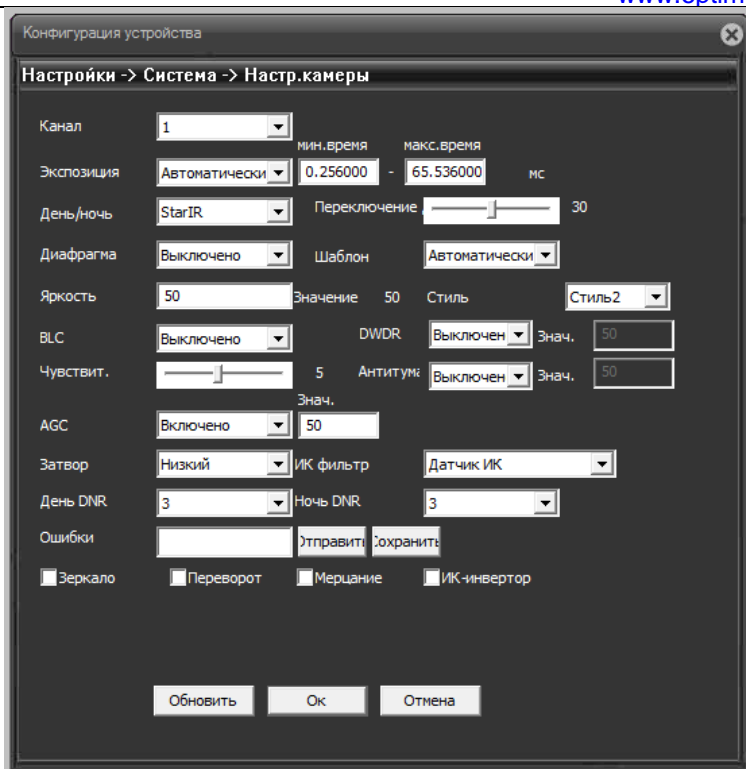 www.optim
Конфигурация устройства
Настройки -> Система -> Настр.камеры
Канал 1
мин.время макс.время
Экспозиция Автоматически 0.256000 - 65.536000 мс
День/ночь StarIR Переключение 30
Диафрагма Выключено Шаблон Автоматически
Яркость 50 Значение 50 Стиль Стиль2
BLC Выключено DWDR Выключен Знач. 50
Чувствит. 5 Антитума Выключен Знач. 50
Знач.
AGC Включено 50
Затвор Низкий ИК фильтр Датчик ИК
День DNR 3 Ночь DNR 3
Ошибки Отправить Сохранить
Зеркало Переворот Мерцание ИК-инвертор
Обновить Ок Отмена